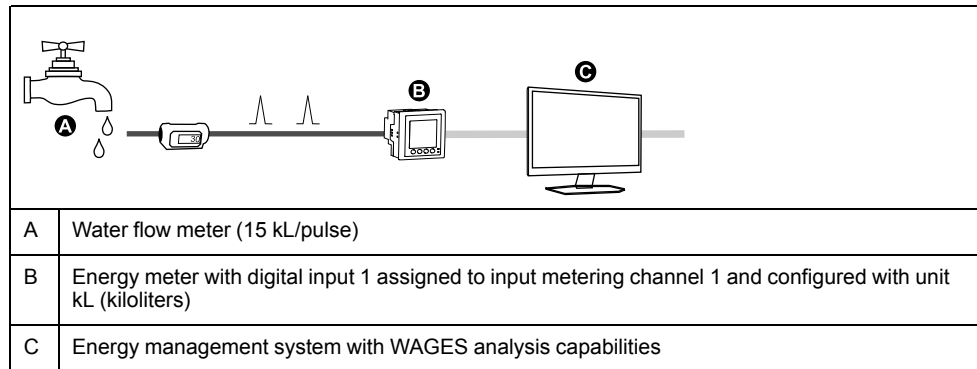 A
B
C
30
A Water flow meter (15 kL/pulse)
B Energy meter with digital input 1 assigned to input metering channel 1 and configured with unit
kL (kiloliters)
C Energy management system with WAGES analysis capabilities